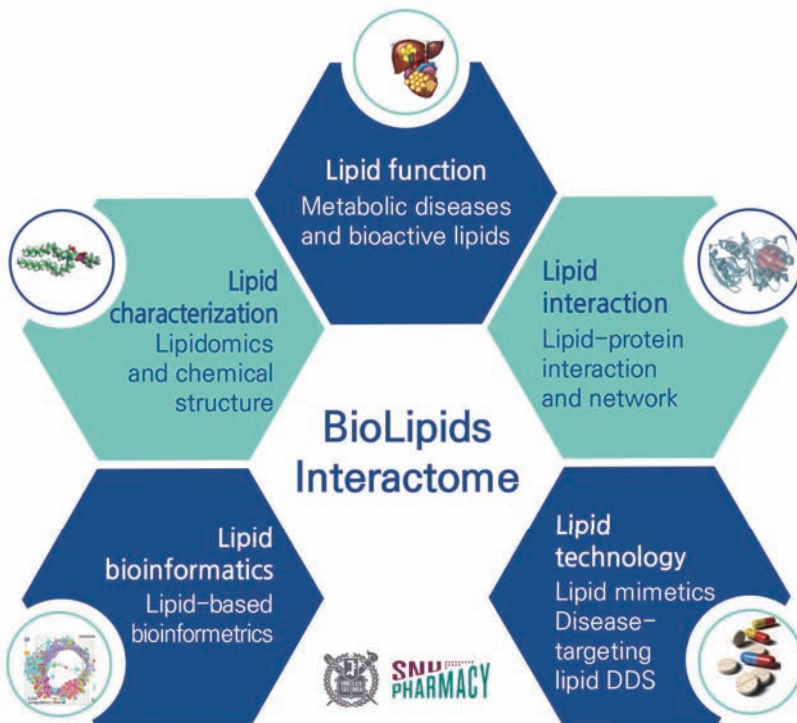 Lipid function
Metabolic diseases
and bioactive lipids
Lipid
characterization
Lipidomics
and chemical
structure
Lipid
interaction
Lipid-protein
interaction
and network
BioLipids
Interactome
Lipid
bioinformatics
Lipid-based
bioinformetrics
Lipid
technology
Lipid mimetics
Disease-
targeting
lipid DDS
SNU
PHARMACY